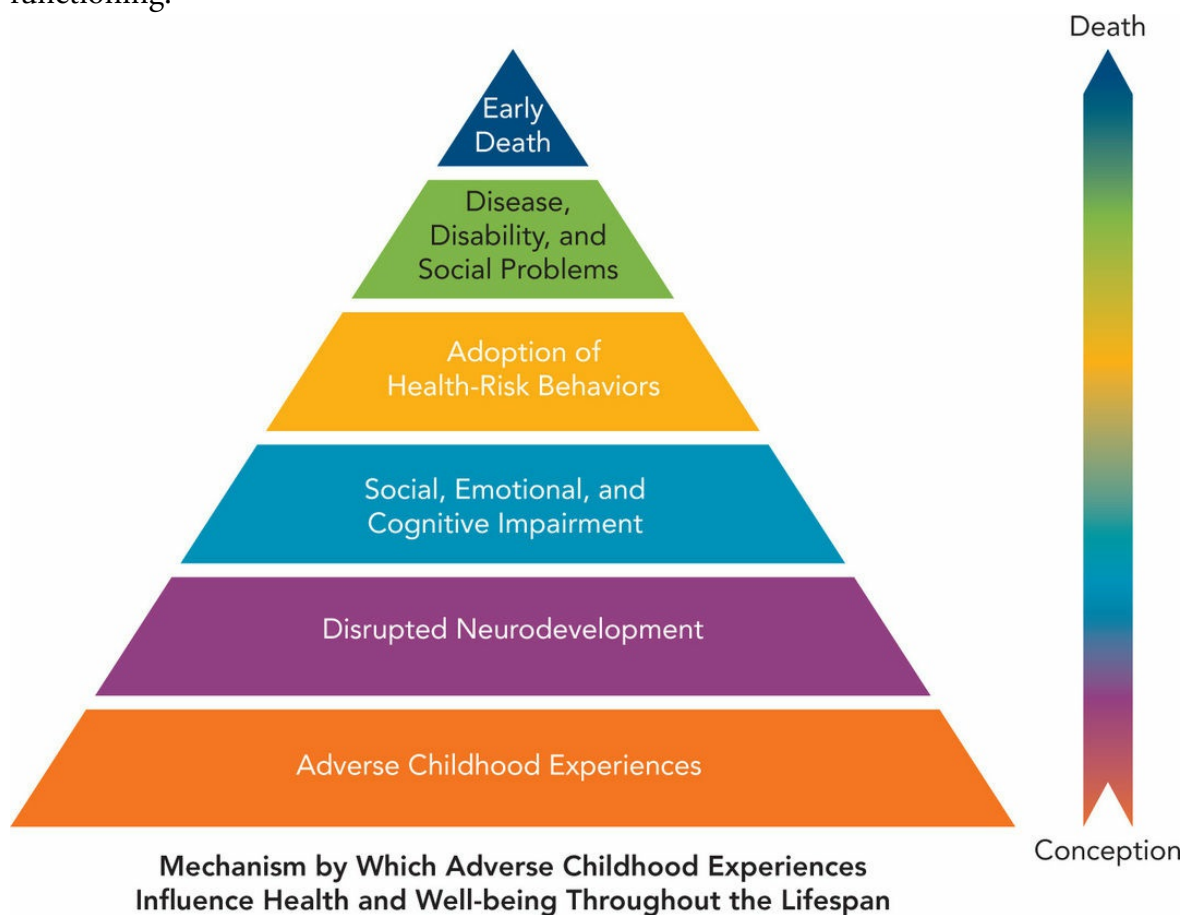 functioning.
Death
Early
Death
Disease,
Disability, and
Social Problems
Adoption of
Health-Risk Behaviors
Social, Emotional, and
Cognitive Impairment
Disrupted Neurodevelopment
Adverse Childhood Experiences
Conception
Mechanism by Which Adverse Childhood Experiences
Influence Health and Well-being Throughout the Lifespan